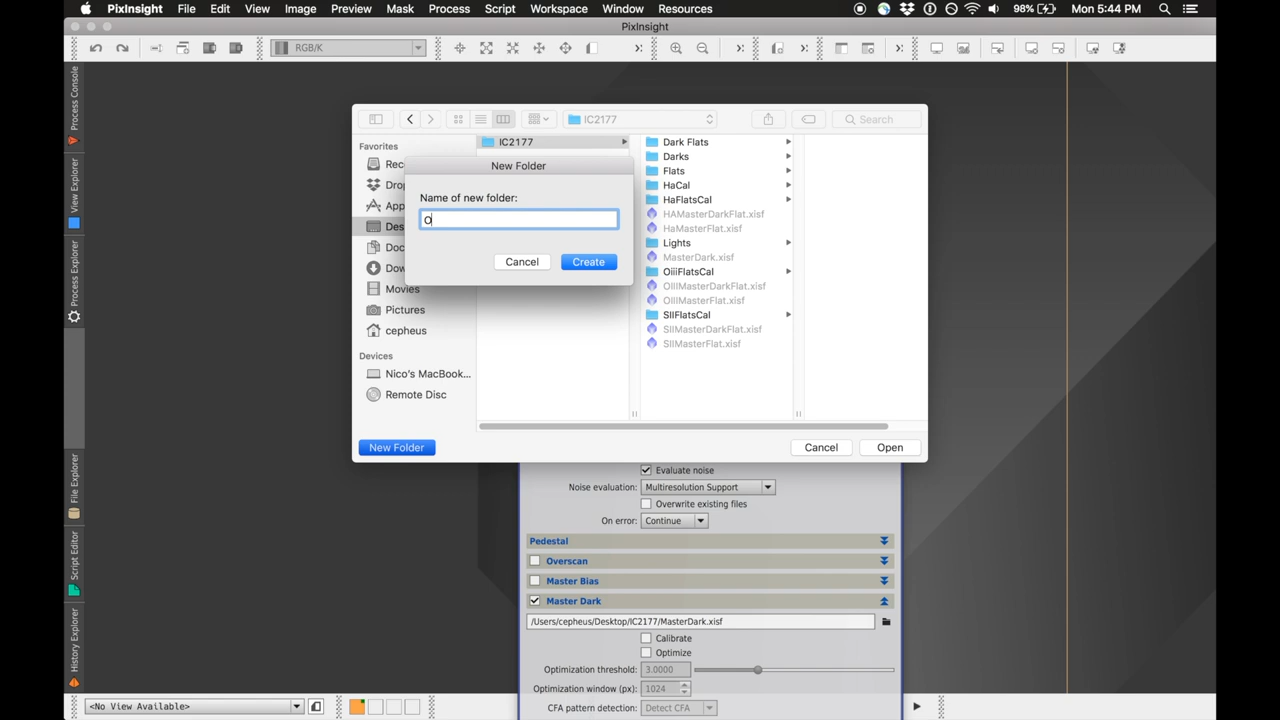 PixInsight File Edit View Image Preview Mask Process Script Workspace Window Resources 98% Mon 5:44 PM
PixInsight
RGB/K
Process Console
View Explorer
Process Explorer
File Explorer
Script Editor
History Explorer
IC2177
Search
Favorites
Rec
Drop
App
Des
Doc
Dow
Movies
Pictures
cepheus
Devices
Nico's MacBook...
Remote Disc
IC2177
Dark Flats
Darks
Flats
HaCal
HaFlatsCal
HAMasterDarkFlat.xisf
HaMasterFlat.xisf
Lights
MasterDark.xisf
OiiiFlatsCal
OIIIMasterDarkFlat.xisf
OIIIMasterFlat.xisf
SIIFlatsCal
SIIMasterDarkFlat.xisf
SIIMasterFlat.xisf
New Folder
Name of new folder:
O
Cancel Create
New Folder Cancel Open
Evaluate noise
Noise evaluation: Multiresolution Support
Overwrite existing files
On error: Continue
Pedestal
Overscan
Master Bias
Master Dark
/Users/cepheus/Desktop/IC2177/MasterDark.xisf
Calibrate
Optimize
Optimization threshold: 3.0000
Optimization window (px): 1024
CFA pattern detection: Detect CFA
<No View Available>